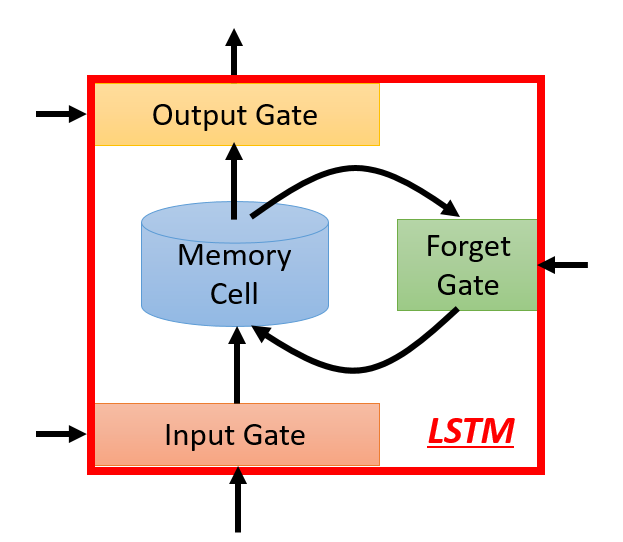 Output Gate
Memory
Cell
Forget
Gate
Input Gate
LSTM